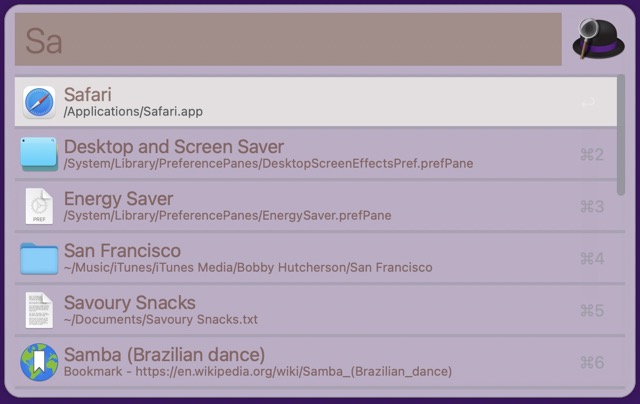 Sa
Safari
/Applications/Safari.app
↩
Desktop and Screen Saver
/System/Library/PreferencePanes/DesktopScreenEffectsPref.prefPane
⌘2
Energy Saver
/System/Library/PreferencePanes/EnergySaver.prefPane
⌘3
PREF
San Francisco
~/Music/iTunes/iTunes Media/Bobby Hutcherson/San Francisco
⌘4
Savoury Snacks
~/Documents/Savoury Snacks.txt
⌘5
Samba (Brazilian dance)
Bookmark - https://en.wikipedia.org/wiki/Samba_(Brazilian_dance)
⌘6